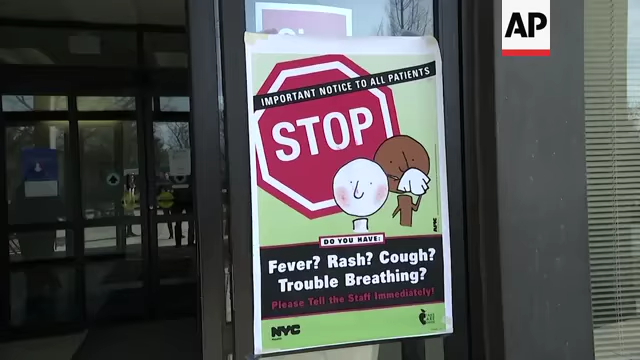 AP
IMPORTANT NOTICE TO ALL PATIENTS
STOP
DO YOU HAVE:
Fever? Rash? Cough?
Trouble Breathing?
Please Tell the Staff Immediately!
NYC